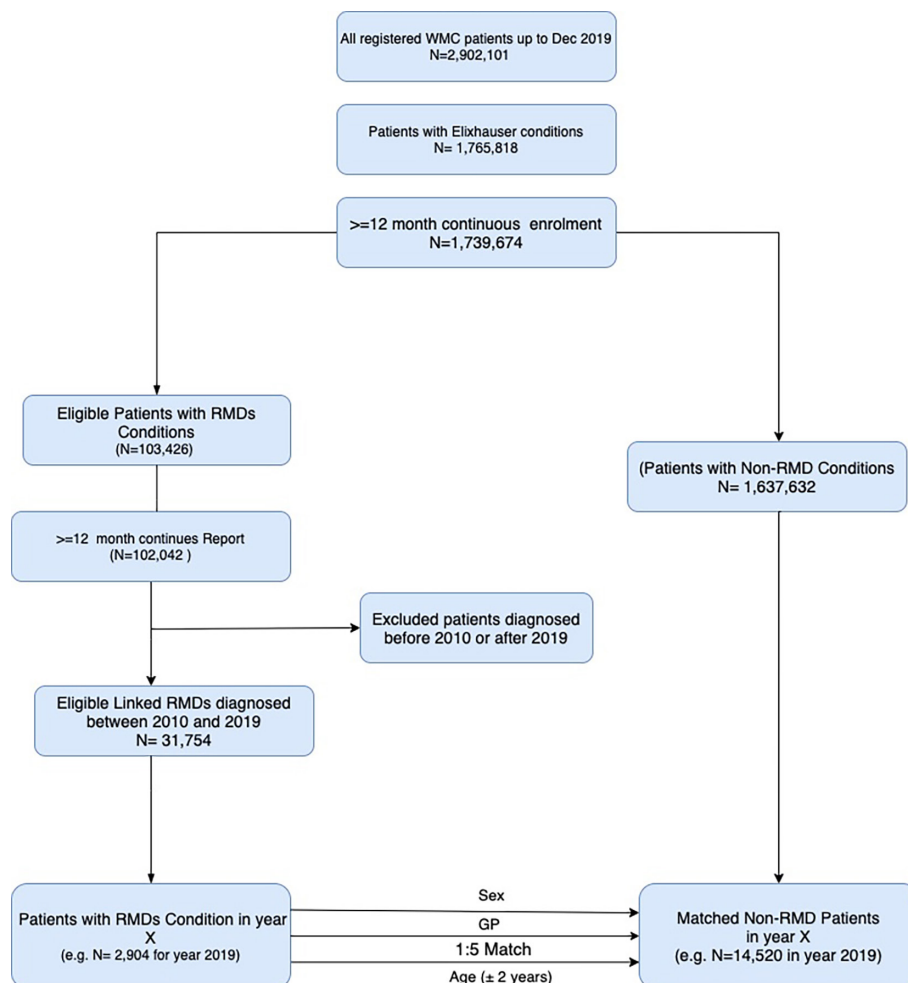 All registered WMC patients up to Dec 2019
N=2,902,101
Patients with Elixhauser conditions
N= 1,765,818
>=12 month continuous enrolment
N=1,739,674
Eligible Patients with RMDs
Conditions
(N=103,426)
(Patients with Non-RMD Conditions
N= 1,637,632
>=12 month continues Report
(N=102,042 )
Excluded patients diagnosed
before 2010 or after 2019
Eligible Linked RMDs diagnosed
between 2010 and 2019
N= 31,754
Patients with RMDs Condition in year
X
(e.g. N= 2,904 for year 2019)
Sex
GP
1:5 Match
Age (± 2 years)
Matched Non-RMD Patients
in year X
(e.g. N=14,520 in year 2019)